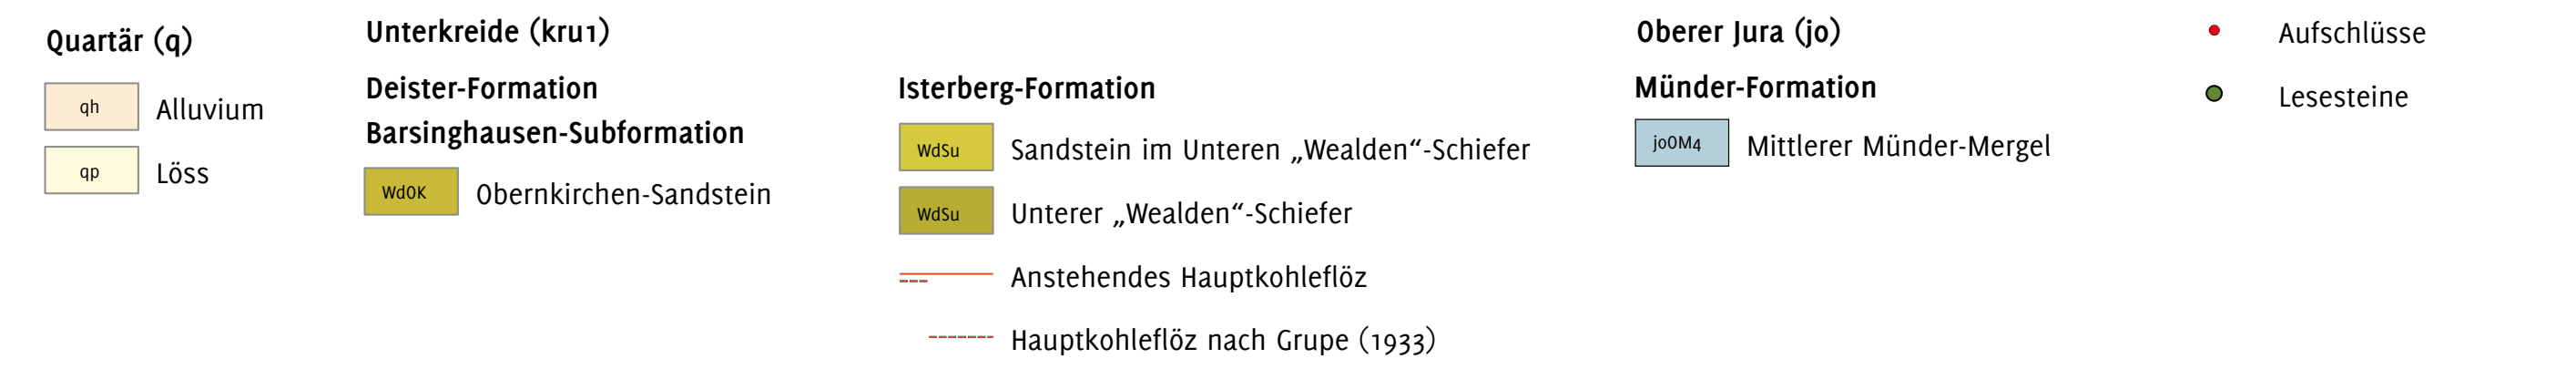 Quartär (q)
qh Alluvium
qp Löss
Unterkreide (kru1)
Deister-Formation
Barsinghausen-Subformation
WdOK Obernkirchen-Sandstein
Isterberg-Formation
WdSu Sandstein im Unteren „Wealden“-Schiefer
WdSu Unterer „Wealden“-Schiefer
Anstehendes Hauptkohleflöz
Hauptkohleflöz nach Grupe (1933)
Oberer Jura (jo)
Münder-Formation
joOM4 Mittlerer Münder-Mergel
Aufschlüsse
Lesesteine